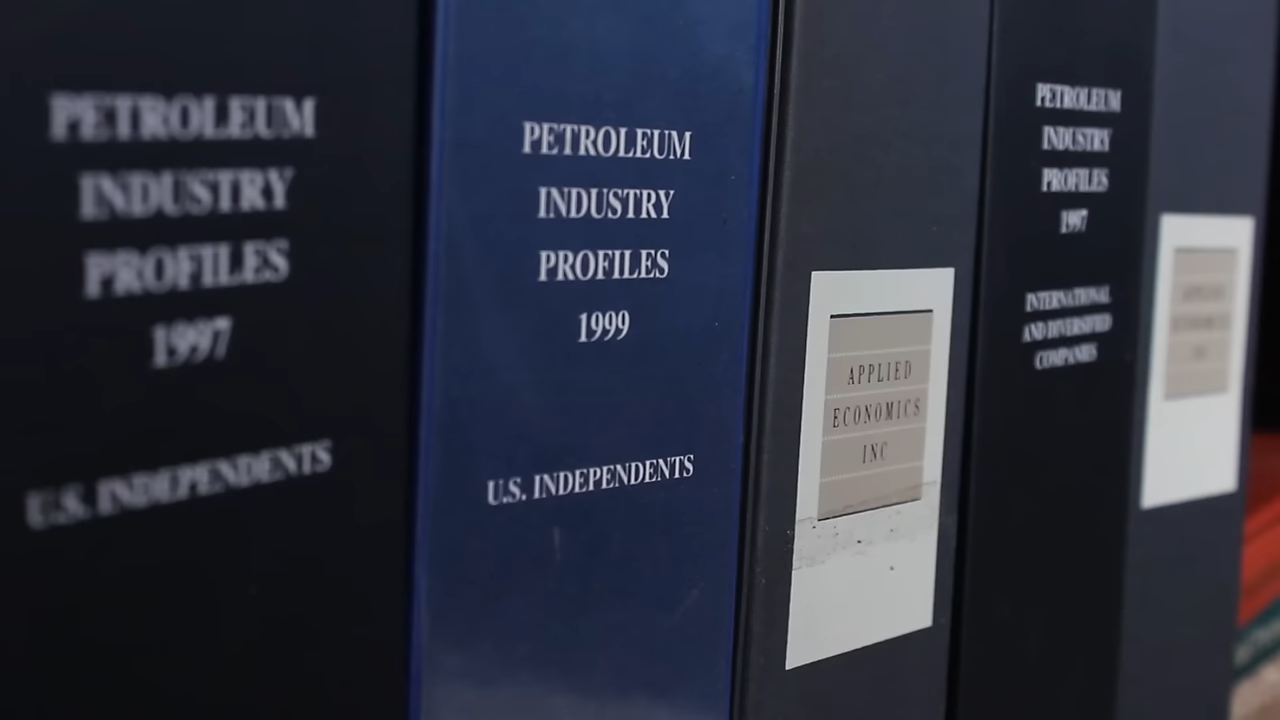 PETROLEUM
INDUSTRY
PROFILES
1997
U.S. INDEPENDENTS
PETROLEUM
INDUSTRY
PROFILES
1999
U.S. INDEPENDENTS
APPLIED
ECONOMICS
INC
PETROLEUM
INDUSTRY
PROFILES
1997
INTERNATIONAL
AND DIVERSIFIED
COMPANIES